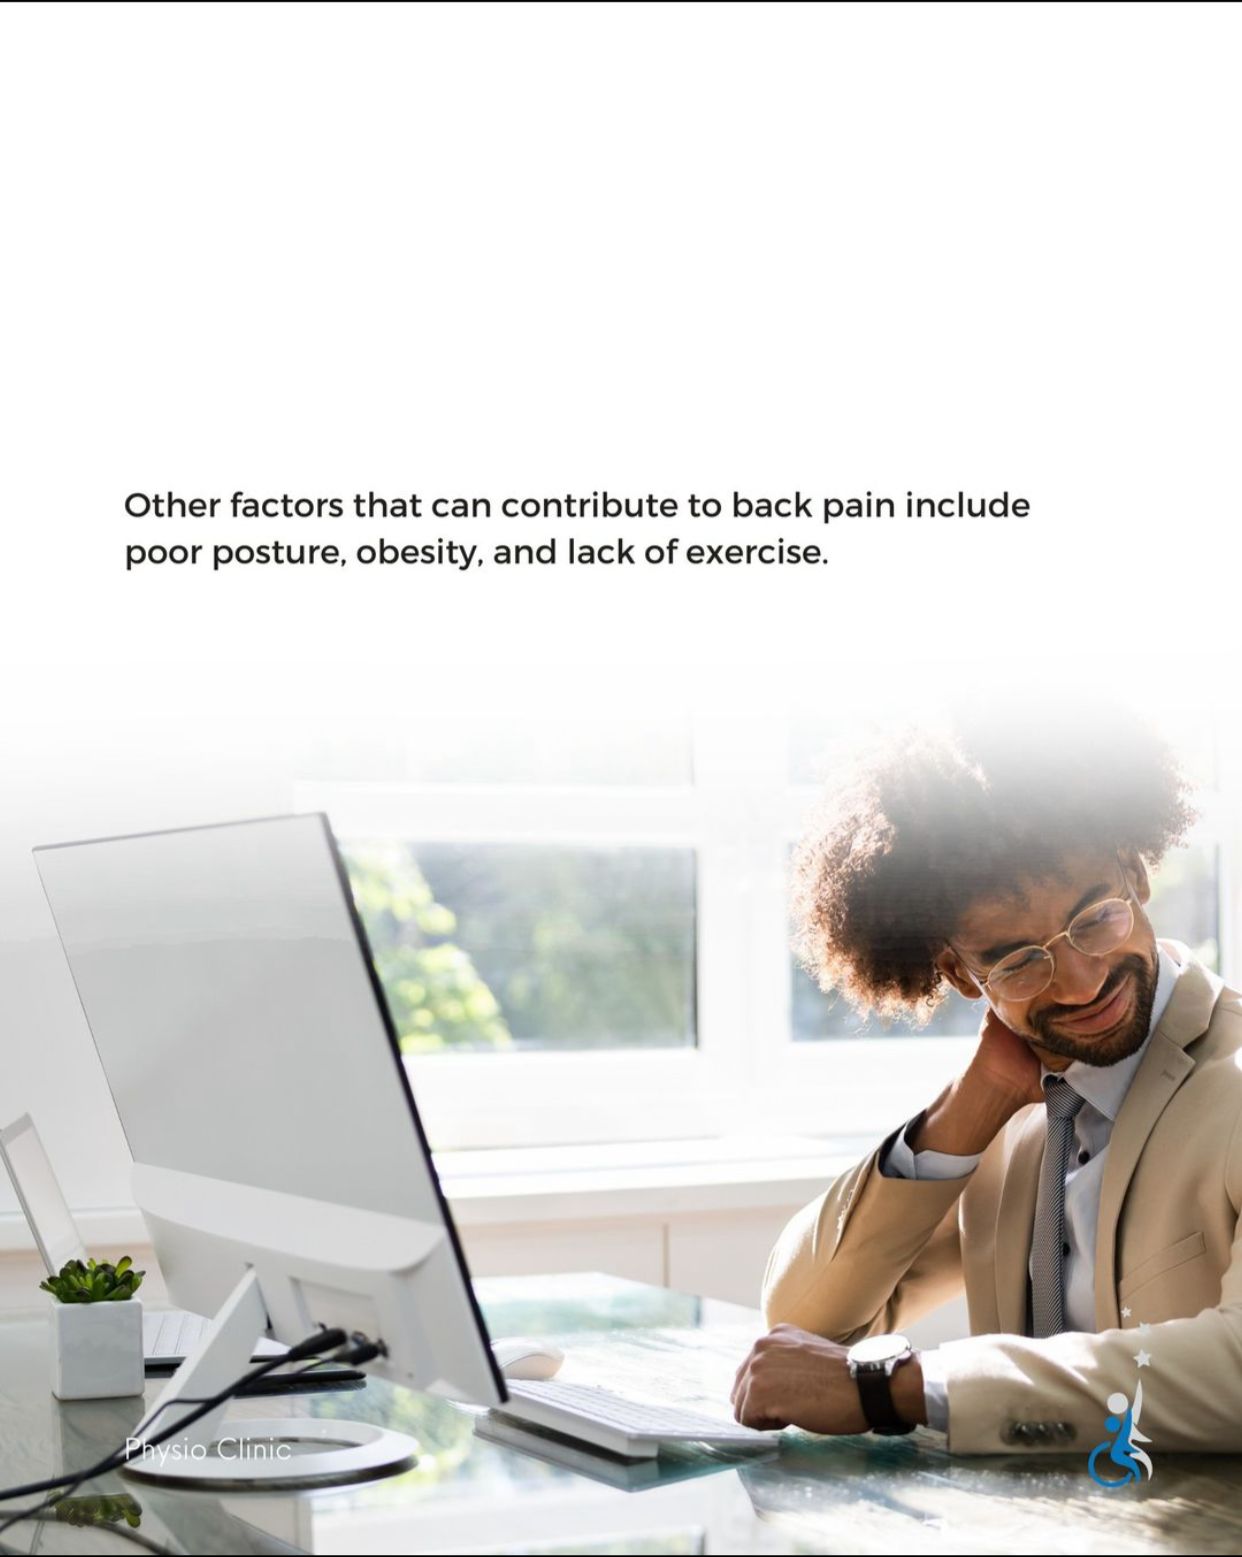 Other factors that can contribute to back pain include
poor posture, obesity, and lack of exercise.
Physio Clinic